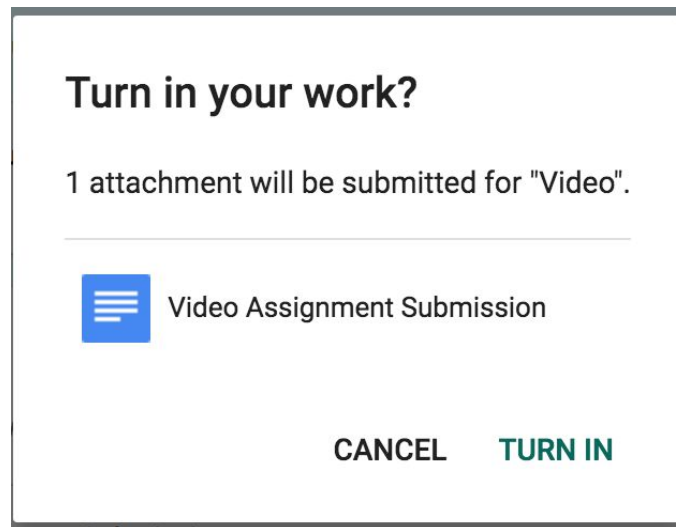 Turn in your work?
1 attachment will be submitted for "Video".
Video Assignment Submission
CANCEL TURN IN